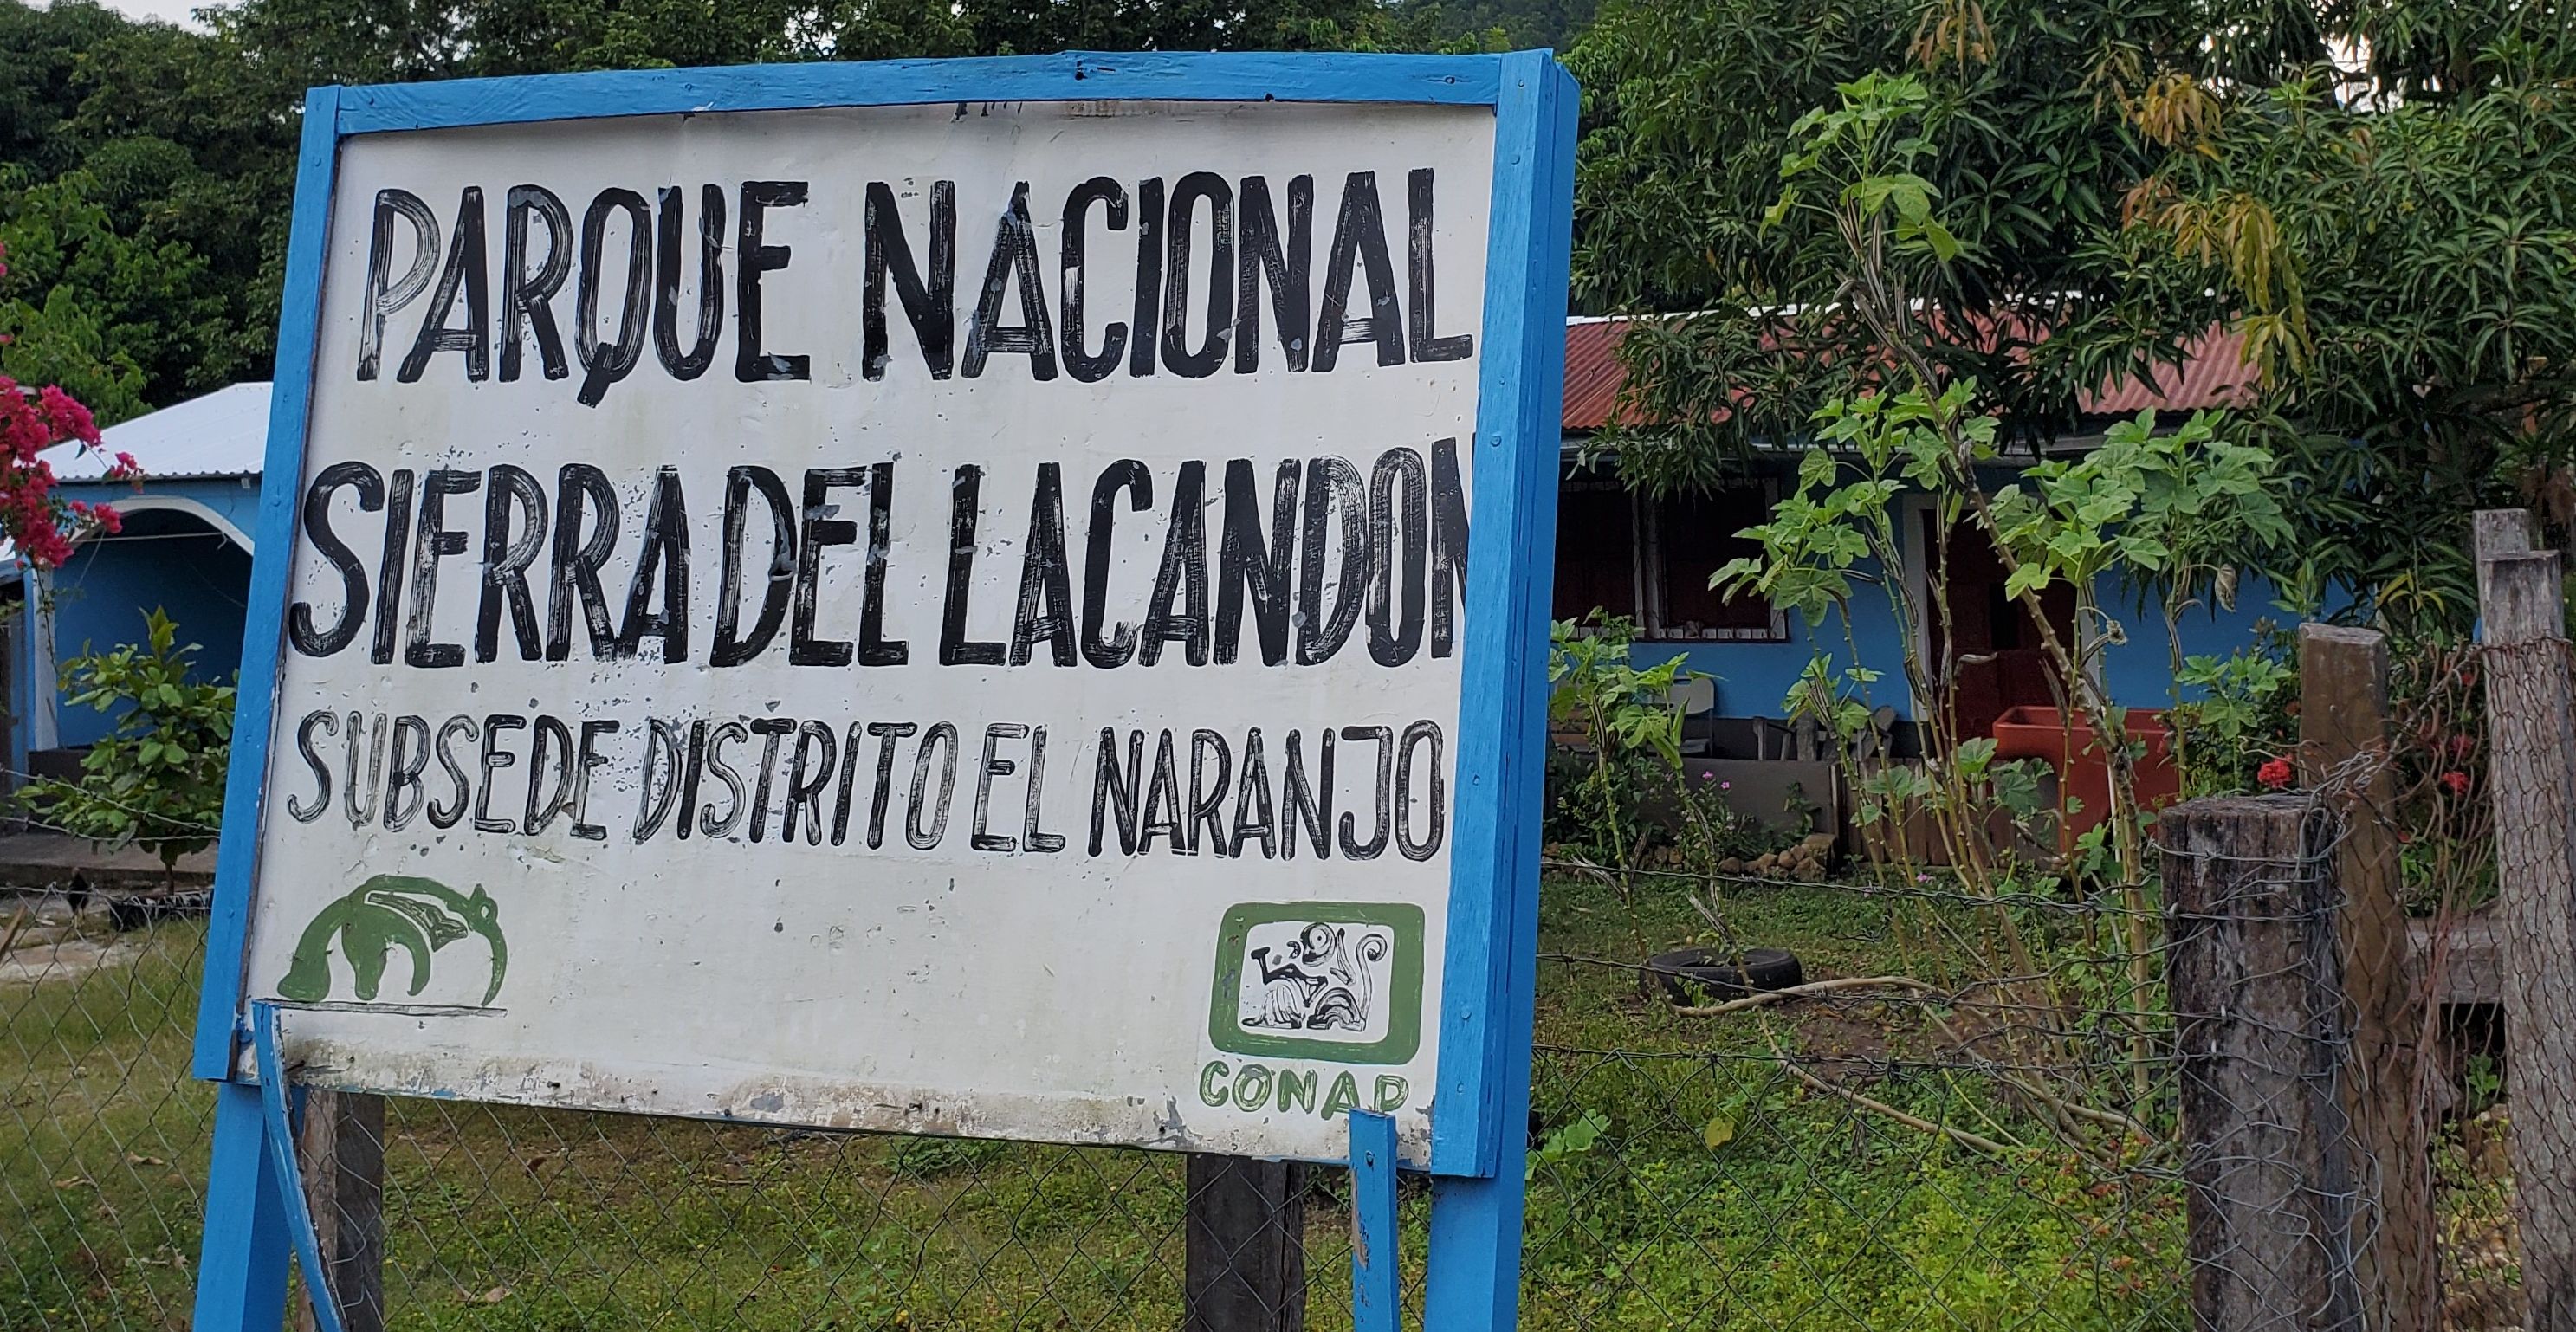 PARQUE NACIONAL
SIERRA DEL LACANDON
SUBSEDE DISTRITO EL NARANJO
CONAP